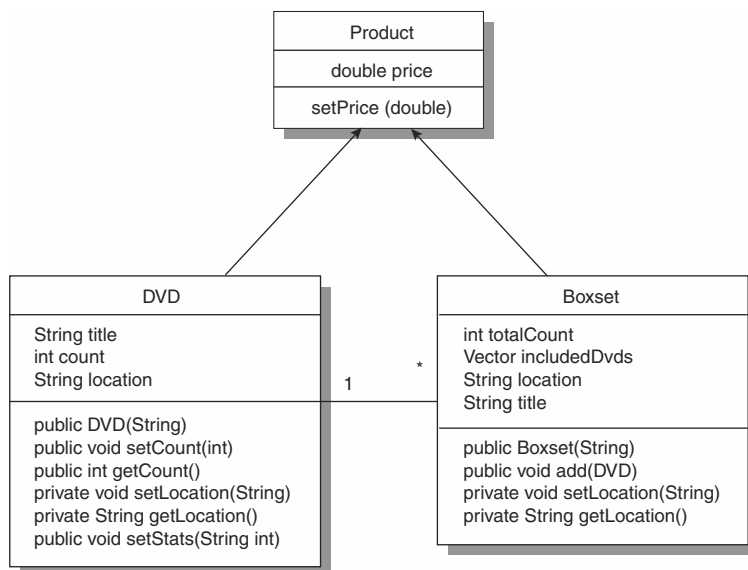 Product
double price
setPrice (double)
DVD
String title
int count
String location
public DVD(String)
public void setCount(int)
public int getCount()
private void setLocation(String)
private String getLocation()
public void setStats(String int)
1
*
Boxset
int totalCount
Vector includedDvds
String location
String title
public Boxset(String)
public void add(DVD)
private void setLocation(String)
private String getLocation()